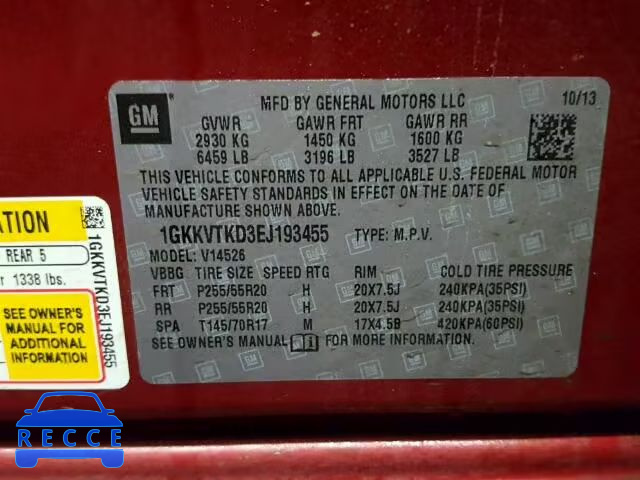 GM
MFD BY GENERAL MOTORS LLC 10/13
GVWR GAWR FRT GAWR RR
2930 KG 1450 KG 1600 KG
6459 LB 3196 LB 3527 LB
THIS VEHICLE CONFORMS TO ALL APPLICABLE U.S. FEDERAL MOTOR
VEHICLE SAFETY STANDARDS IN EFFECT ON THE DATE OF
MANUFACTURE SHOWN ABOVE.
1GKKVTKD3EJ193455 TYPE: M.P.V.
MODEL: V14526
VBBG TIRE SIZE SPEED RTG RIM COLD TIRE PRESSURE
FRT P255/55R20 H 20X7.5J 240KPA(35PSI)
RR P255/55R20 H 20X7.5J 240KPA(35PSI)
SPA T145/70R17 M 17X4.5B 420KPA(60PSI)
SEE OWNER'S MANUAL FOR MORE INFORMATION.
REAR 5
1338 lbs.
SEE OWNER'S
MANUAL FOR
ADDITIONAL
INFORMATION
1GKKVTKD3EJ193455
RECCE